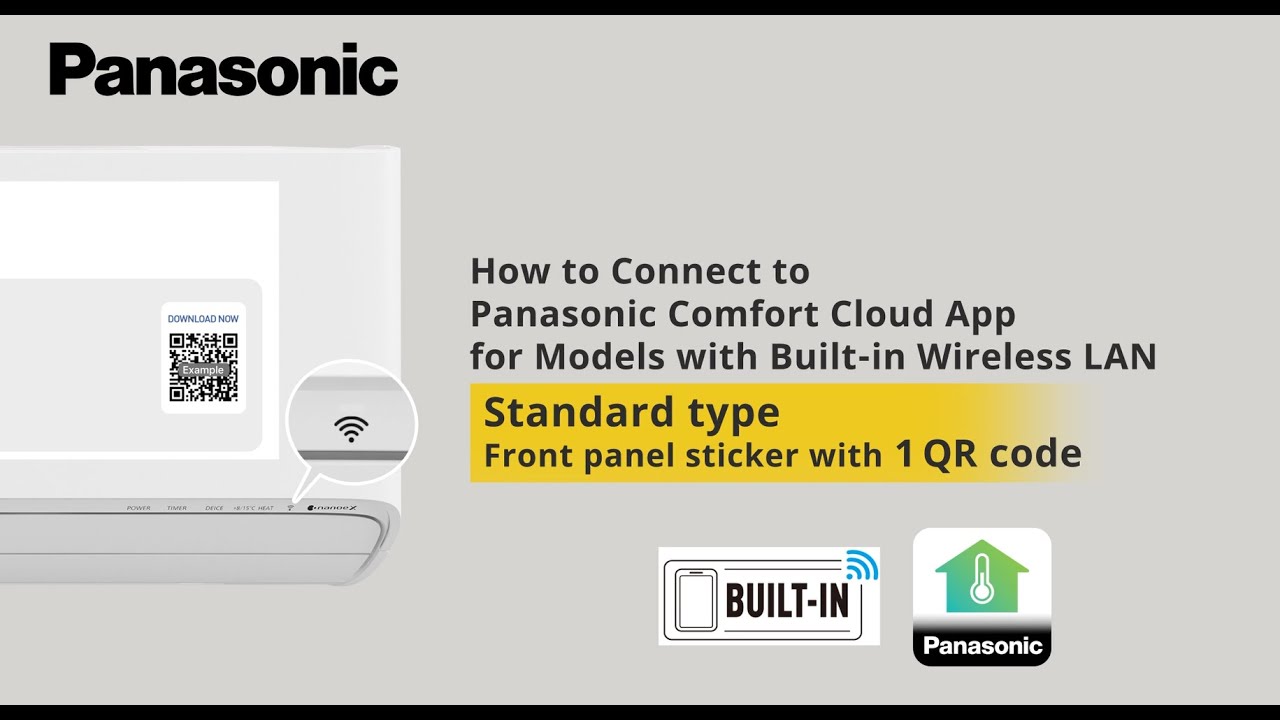 Panasonic
DOWNLOAD NOW
Example
POWER TIMER DEICE +8/15°C HEAT nanoeX
How to Connect to
Panasonic Comfort Cloud App
for Models with Built-in Wireless LAN
Standard type
Front panel sticker with 1 QR code
BUILT-IN
Panasonic